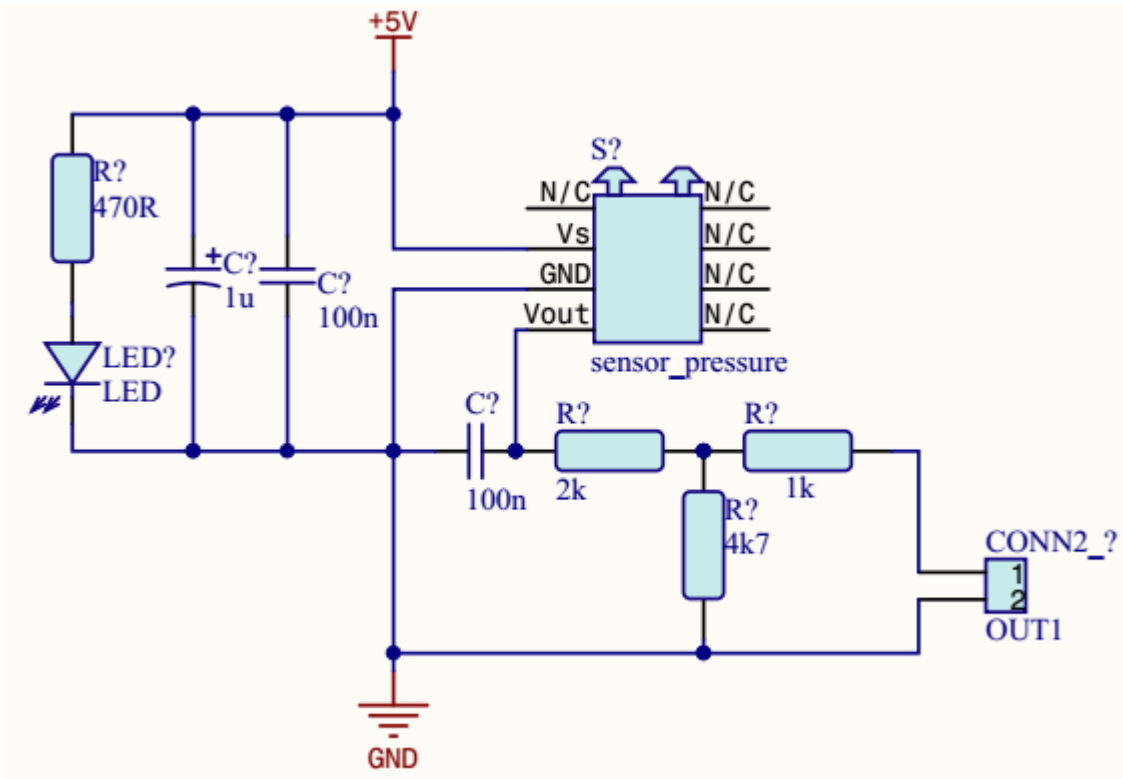 +5V
R?
470R
+
C?
1u
C?
100n
LED?
LED
S?
N/C
N/C
Vs
N/C
GND
N/C
Vout
N/C
sensor_pressure
C?
100n
R?
2k
R?
1k
R?
4k7
CONN2_?
1
2
OUT1
GND